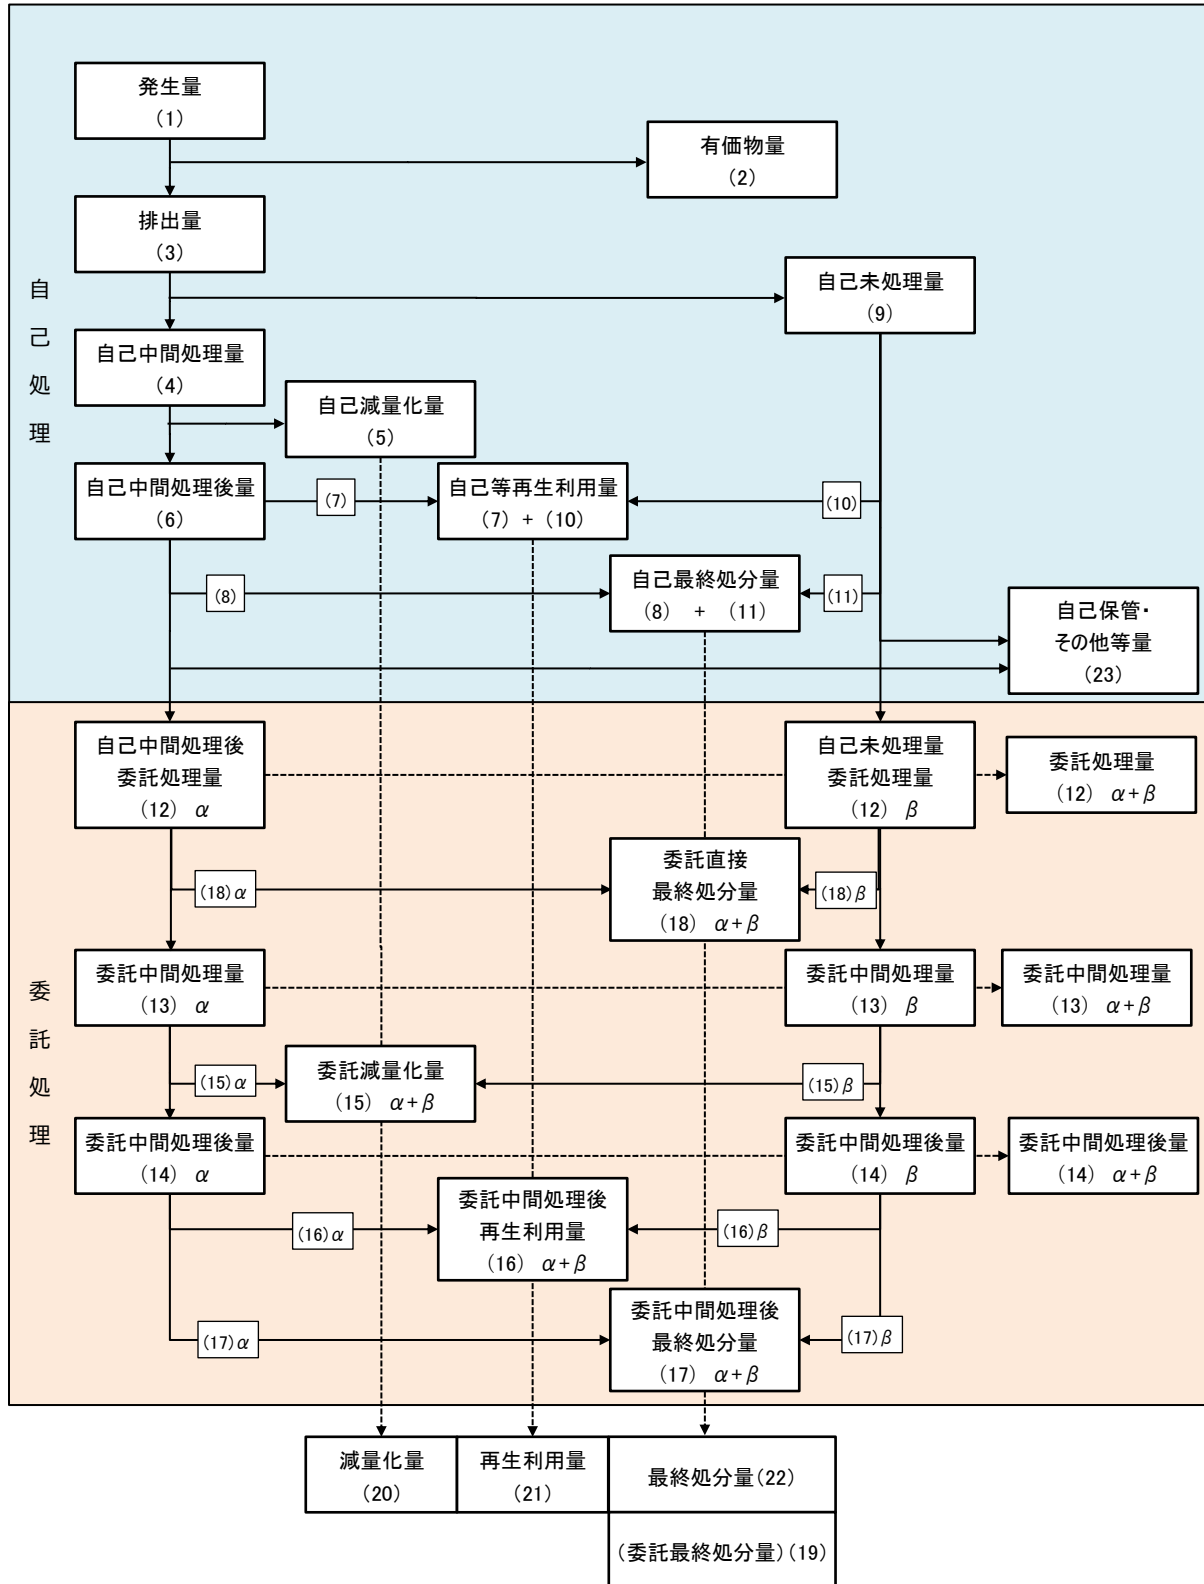 発生量
(1)
有価物量
(2)
排出量
(3)
自己未処理量
(9)
自己処理
自己中間処理量
(4)
自己減量化量
(5)
自己中間処理後量
(6)
(7)
自己等再生利用量
(7) + (10)
(10)
(8)
自己最終処分量
(8) + (11)
(11)
自己保管・
その他等量
(23)
自己中間処理後
委託処理量
(12) α
自己未処理量
委託処理量
(12) β
委託処理量
(12) α+β
(18)α
委託直接
最終処分量
(18) α+β
(18)β
委託処理
委託中間処理量
(13) α
委託中間処理量
(13) β
委託中間処理量
(13) α+β
(15)α
委託減量化量
(15) α+β
(15)β
委託中間処理後量
(14) α
委託中間処理後量
(14) β
委託中間処理後量
(14) α+β
(16)α
委託中間処理後
再生利用量
(16) α+β
(16)β
(17)α
委託中間処理後
最終処分量
(17) α+β
(17)β
減量化量
(20)
再生利用量
(21)
最終処分量(22)
(委託最終処分量)(19)